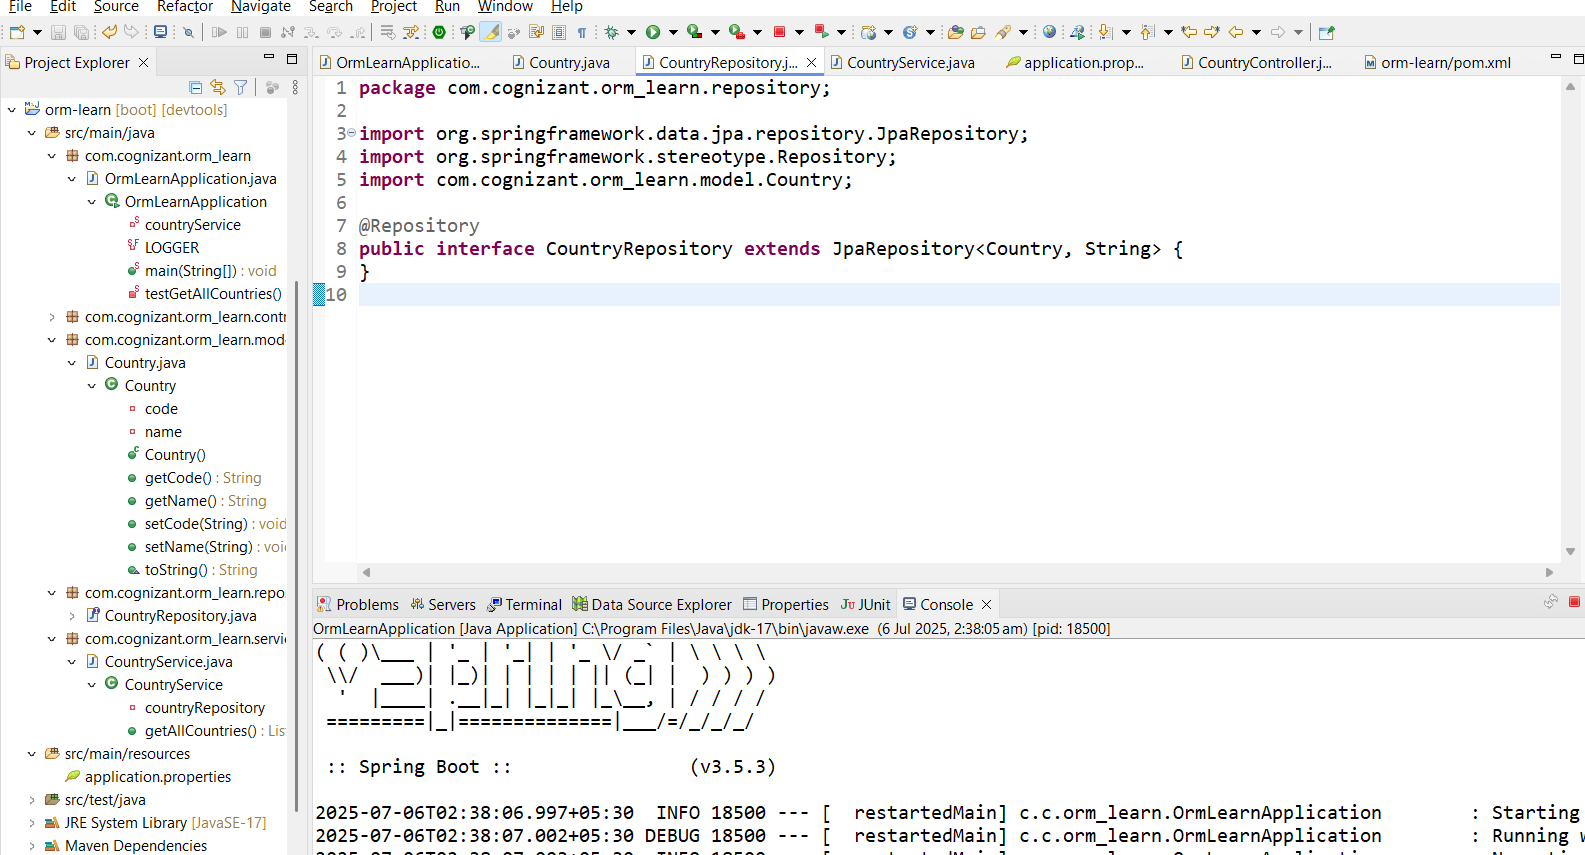 File Edit Source Refactor Navigate Search Project Run Window Help
Project Explorer
orm-learn [boot] [devtools]
src/main/java
com.cognizant.orm_learn
OrmLearnApplication.java
OrmLearnApplication
countryService
LOGGER
main(String[]) : void
testGetAllCountries()
com.cognizant.orm_learn.contr
com.cognizant.orm_learn.mod
Country.java
Country
code
name
Country()
getCode() : String
getName() : String
setCode(String) : void
setName(String) : voi
toString() : String
com.cognizant.orm_learn.repo
CountryRepository.java
com.cognizant.orm_learn.servi
CountryService.java
CountryService
countryRepository
getAllCountries() : Lis
src/main/resources
application.properties
src/test/java
JRE System Library [JavaSE-17]
Maven Dependencies
OrmLearnApplicatio... Country.java CountryRepository.j... CountryService.java application.prop... CountryController.j... orm-learn/pom.xml
1 package com.cognizant.orm_learn.repository;
2
3 import org.springframework.data.jpa.repository.JpaRepository;
4 import org.springframework.stereotype.Repository;
5 import com.cognizant.orm_learn.model.Country;
6
7 @Repository
8 public interface CountryRepository extends JpaRepository<Country, String> {
9 }
10
Problems Servers Terminal Data Source Explorer Properties JUnit Console
OrmLearnApplication [Java Application] C:\Program Files\Java\jdk-17\bin\javaw.exe (6 Jul 2025, 2:38:05 am) [pid: 18500]
( ( )\___ | '_ | '_| | '_ \/ _` | \ \ \ \
 \\/  ___)| |_)| | | | | || (_| |  ) ) ) )
  '  |____| .__|_| |_|_| |_\__, | / / / /
 =========|_|==============|___/=/_/_/_/
:: Spring Boot :: (v3.5.3)
2025-07-06T02:38:06.997+05:30 INFO 18500 --- [ restartedMain] c.c.orm_learn.OrmLearnApplication : Starting
2025-07-06T02:38:07.002+05:30 DEBUG 18500 --- [ restartedMain] c.c.orm_learn.OrmLearnApplication : Running w